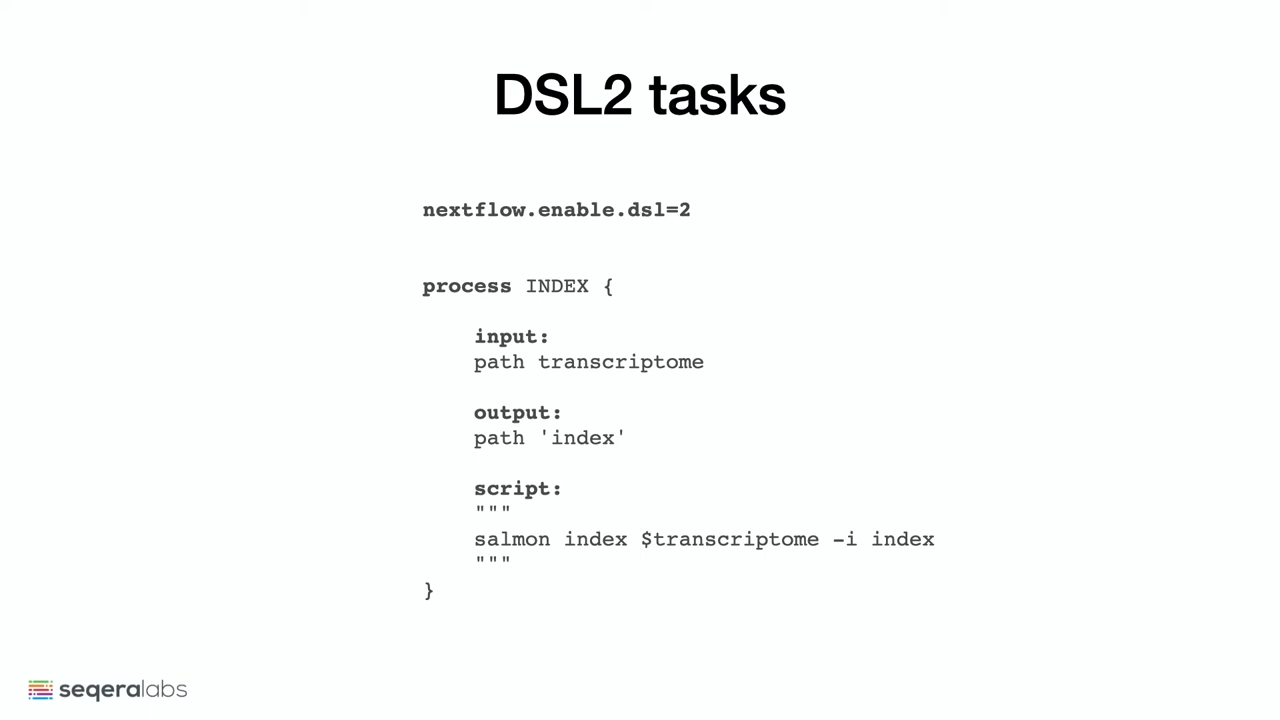 DSL2 tasks
nextflow.enable.dsl=2
process INDEX {
input:
path transcriptome
output:
path 'index'
script:
"""
salmon index $transcriptome -i index
"""
}
seqeralabs